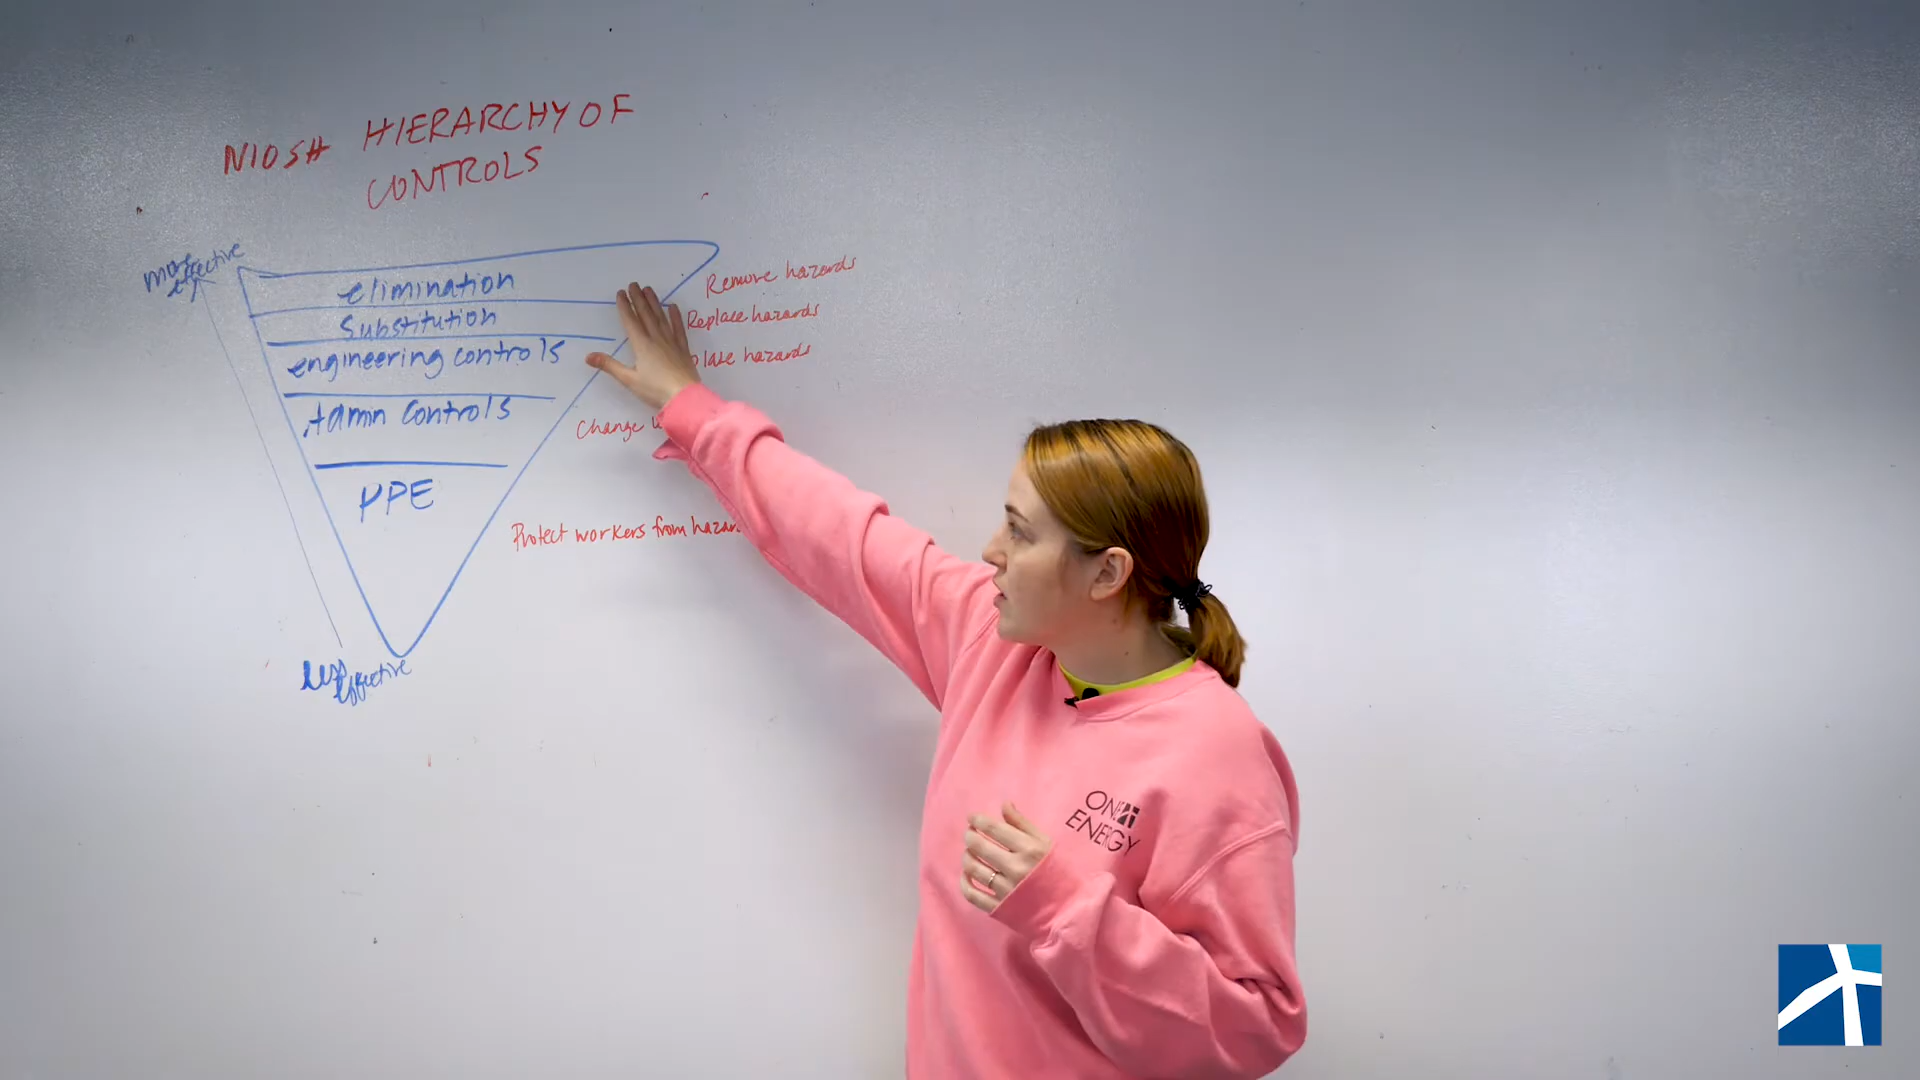 NIOSH HIERARCHY OF
CONTROLS
more
effective
elimination
Remove hazards
Substitution
Replace hazards
engineering controls
hazards
Admin controls
Change
PPE
Protect workers from
less
effective
ONE
ENERGY